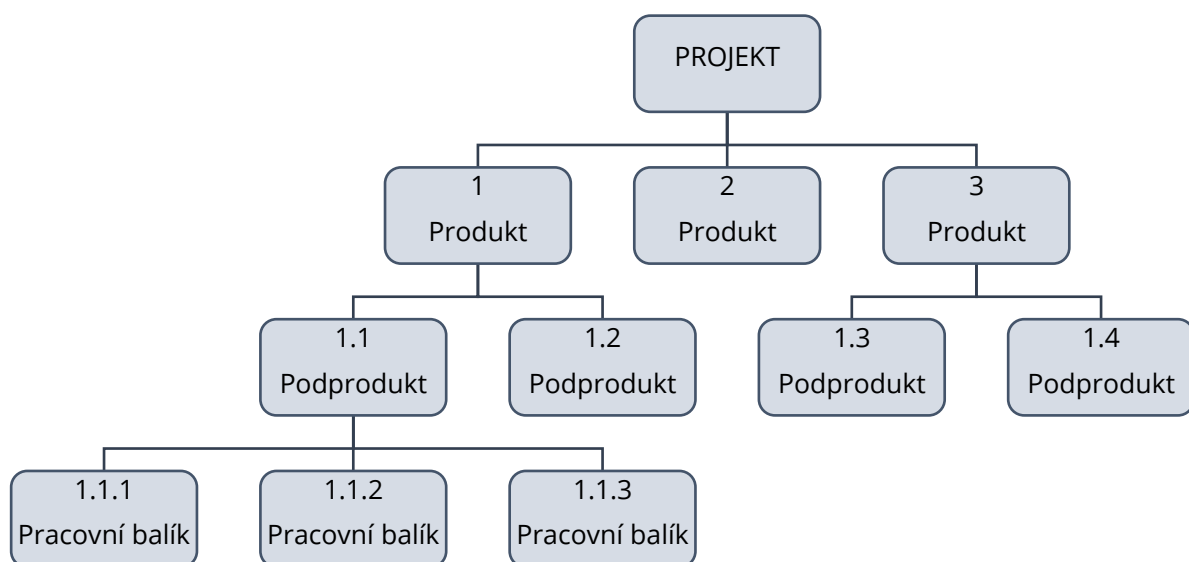 PROJEKT
1
Produkt
2
Produkt
3
Produkt
1.1
Podprodukt
1.2
Podprodukt
1.3
Podprodukt
1.4
Podprodukt
1.1.1
Pracovní balík
1.1.2
Pracovní balík
1.1.3
Pracovní balík